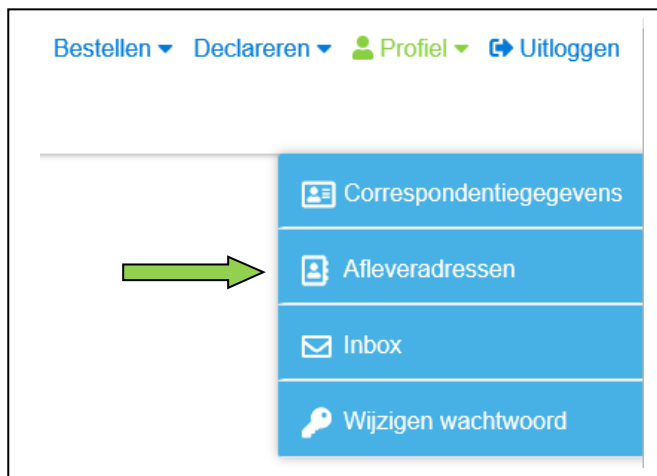 Bestellen Declareren Profiel Uitloggen
Correspondentiegegevens
Afleveradressen
Inbox
Wijzigen wachtwoord